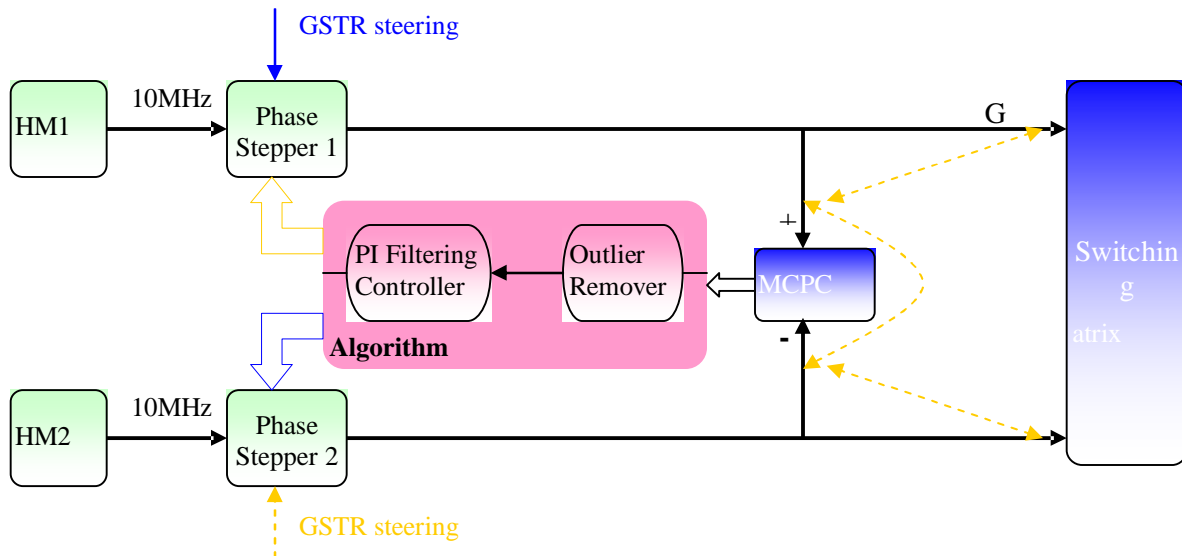 GSTR steering
HM1
10MHz
Phase
Stepper 1
G
+
PI Filtering
Controller
Outlier
Remover
MCPC
Switchin
g
atrix
-
Algorithm
HM2
10MHz
Phase
Stepper 2
GSTR steering